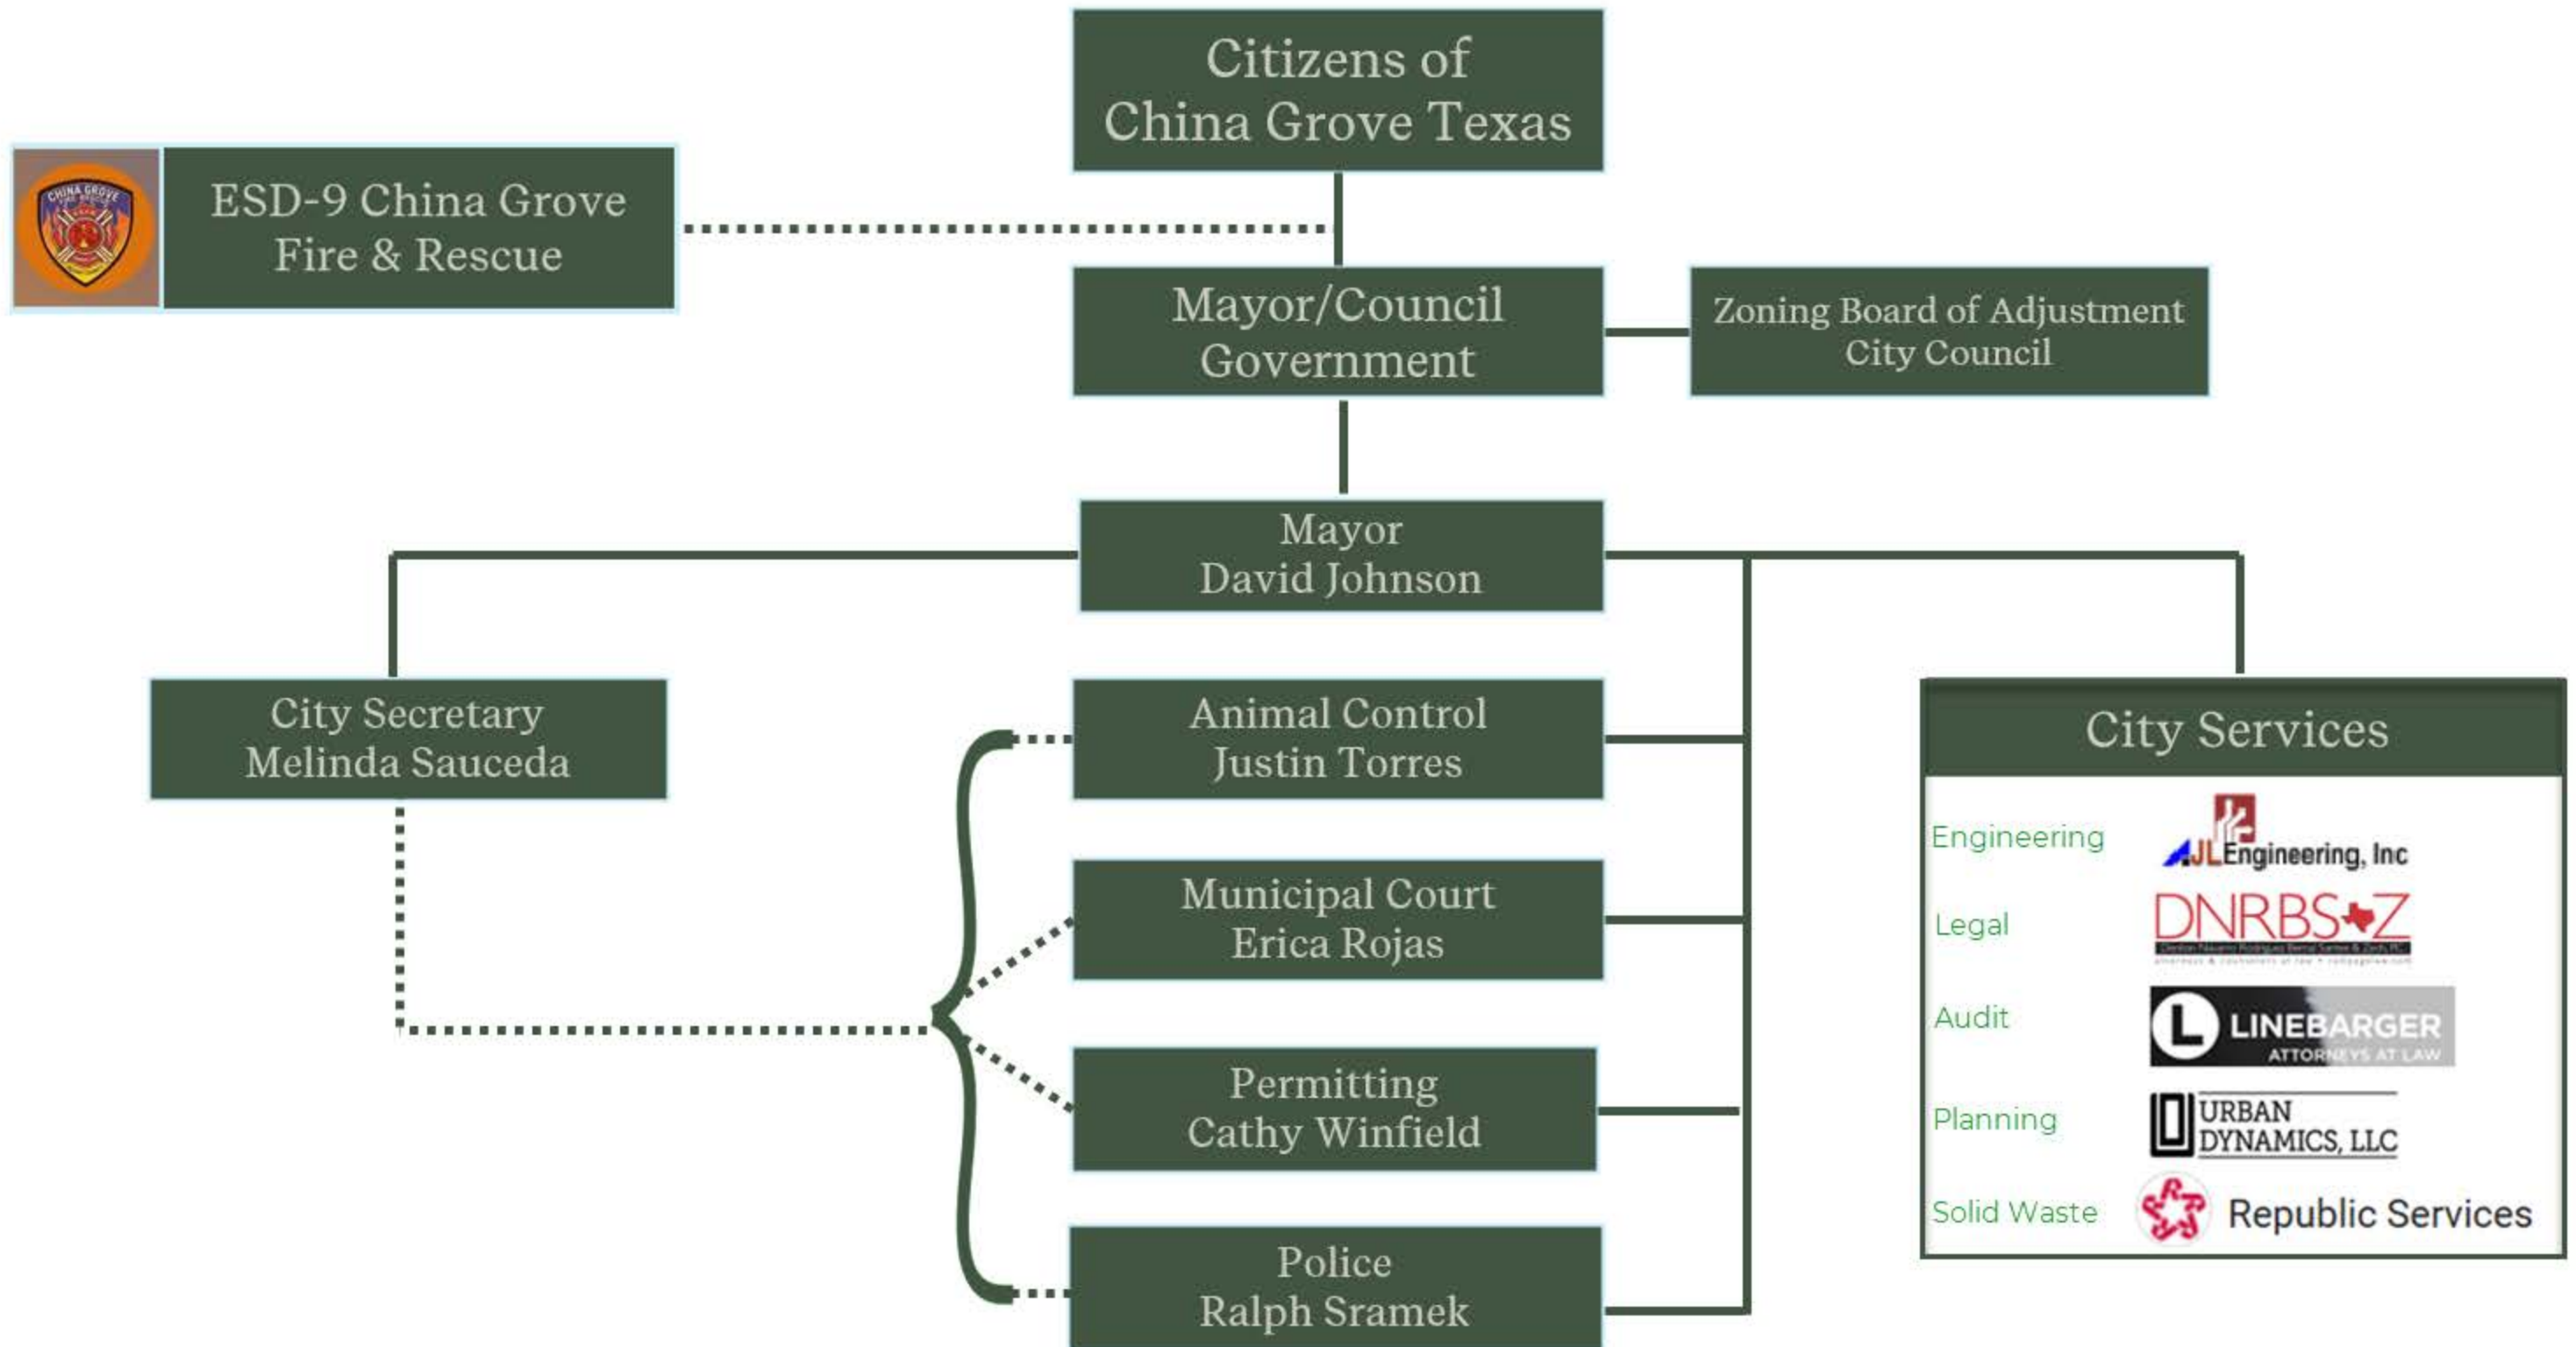 Citizens of
China Grove Texas
CHINA GROVE
ESD-9 China Grove
Fire & Rescue
Mayor/Council
Government
Zoning Board of Adjustment
City Council
Mayor
David Johnson
City Secretary
Melinda Sauceda
Animal Control
Justin Torres
Municipal Court
Erica Rojas
Permitting
Cathy Winfield
Police
Ralph Sramek
City Services
Engineering
AJL Engineering, Inc
Legal
DNRBS Z
Audit
L LINEBARGER
ATTORNEYS AT LAW
Planning
URBAN
DYNAMICS, LLC
Solid Waste
Republic Services